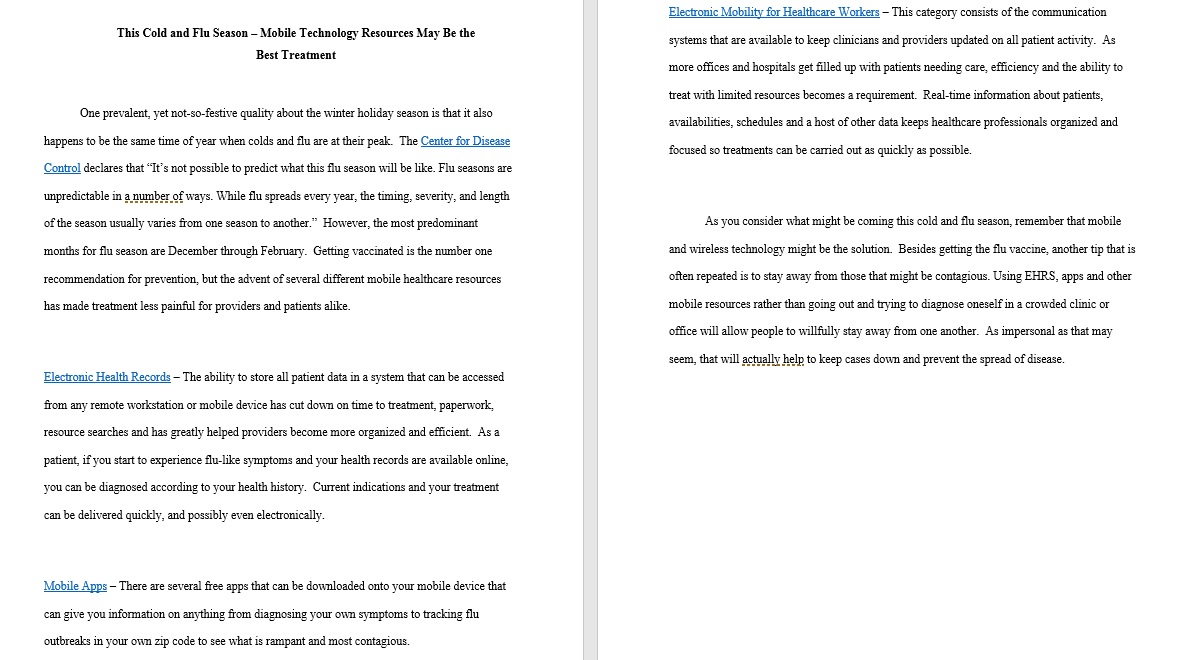 This Cold and Flu Season – Mobile Technology Resources May Be the
Best Treatment
One prevalent, yet not-so-festive quality about the winter holiday season is that it also
happens to be the same time of year when colds and flu are at their peak.  The Center for Disease
Control declares that “It’s not possible to predict what this flu season will be like. Flu seasons are
unpredictable in a number of ways. While flu spreads every year, the timing, severity, and length
of the season usually varies from one season to another.”  However, the most predominant
months for flu season are December through February.  Getting vaccinated is the number one
recommendation for prevention, but the advent of several different mobile healthcare resources
has made treatment less painful for providers and patients alike.
Electronic Health Records – The ability to store all patient data in a system that can be accessed
from any remote workstation or mobile device has cut down on time to treatment, paperwork,
resource searches and has greatly helped providers become more organized and efficient.  As a
patient, if you start to experience flu-like symptoms and your health records are available online,
you can be diagnosed according to your health history.  Current indications and your treatment
can be delivered quickly, and possibly even electronically.
Mobile Apps – There are several free apps that can be downloaded onto your mobile device that
can give you information on anything from diagnosing your own symptoms to tracking flu
outbreaks in your own zip code to see what is rampant and most contagious.
Electronic Mobility for Healthcare Workers – This category consists of the communication
systems that are available to keep clinicians and providers updated on all patient activity.  As
more offices and hospitals get filled up with patients needing care, efficiency and the ability to
treat with limited resources becomes a requirement.  Real-time information about patients,
availabilities, schedules and a host of other data keeps healthcare professionals organized and
focused so treatments can be carried out as quickly as possible.
As you consider what might be coming this cold and flu season, remember that mobile
and wireless technology might be the solution.  Besides getting the flu vaccine, another tip that is
often repeated is to stay away from those that might be contagious. Using EHRS, apps and other
mobile resources rather than going out and trying to diagnose oneself in a crowded clinic or
office will allow people to willfully stay away from one another.  As impersonal as that may
seem, that will actually help to keep cases down and prevent the spread of disease.